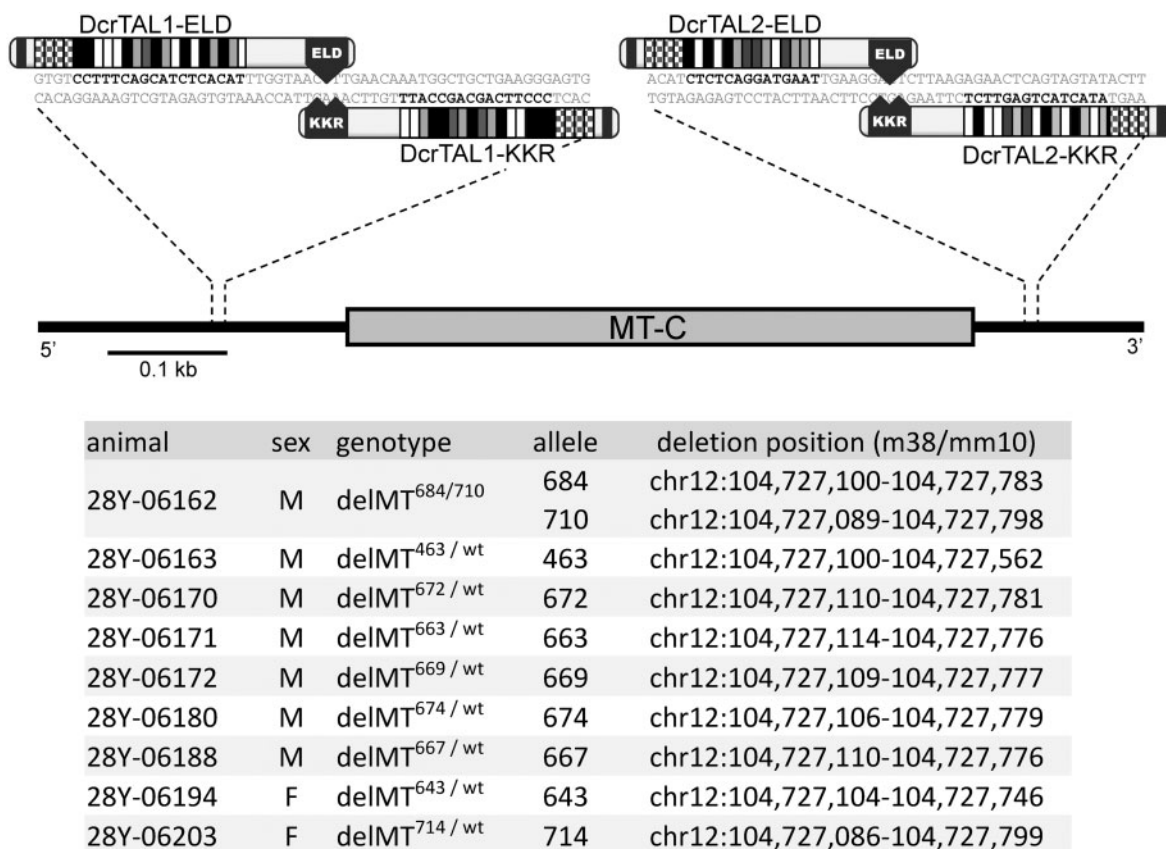 DcrTAL1-ELD
DcrTAL2-ELD
ELD
ELD
GTGTCCTTTCAGCATCTCACATTTGGTAAC TTGAACAAATGGCTGCTGAAGGGAGTG
CACAGGAAAGTCGTAGAGTGTAAACCATTGAAACTTGTTTACCGACGACTTCCCTCAC
ACATCTCTCAGGATGAATTGAAGGA TCTTAAGAGAACTCAGTAGTATACTT
TGTAGAGAGTCCTACTTAACTTCC GAGAATTCTCTTGAGTCATCATATGAA
KKR
KKR
DcrTAL1-KKR
DcrTAL2-KKR
MT-C
5'
3'
0.1 kb
animal sex genotype allele deletion position (m38/mm10)
28Y-06162 M delMT684/710 684 chr12:104,727,100-104,727,783
710 chr12:104,727,089-104,727,798
28Y-06163 M delMT463 / wt 463 chr12:104,727,100-104,727,562
28Y-06170 M delMT672 / wt 672 chr12:104,727,110-104,727,781
28Y-06171 M delMT663 / wt 663 chr12:104,727,114-104,727,776
28Y-06172 M delMT669 / wt 669 chr12:104,727,109-104,727,777
28Y-06180 M delMT674 / wt 674 chr12:104,727,106-104,727,779
28Y-06188 M delMT667 / wt 667 chr12:104,727,110-104,727,776
28Y-06194 F delMT643 / wt 643 chr12:104,727,104-104,727,746
28Y-06203 F delMT714 / wt 714 chr12:104,727,086-104,727,799